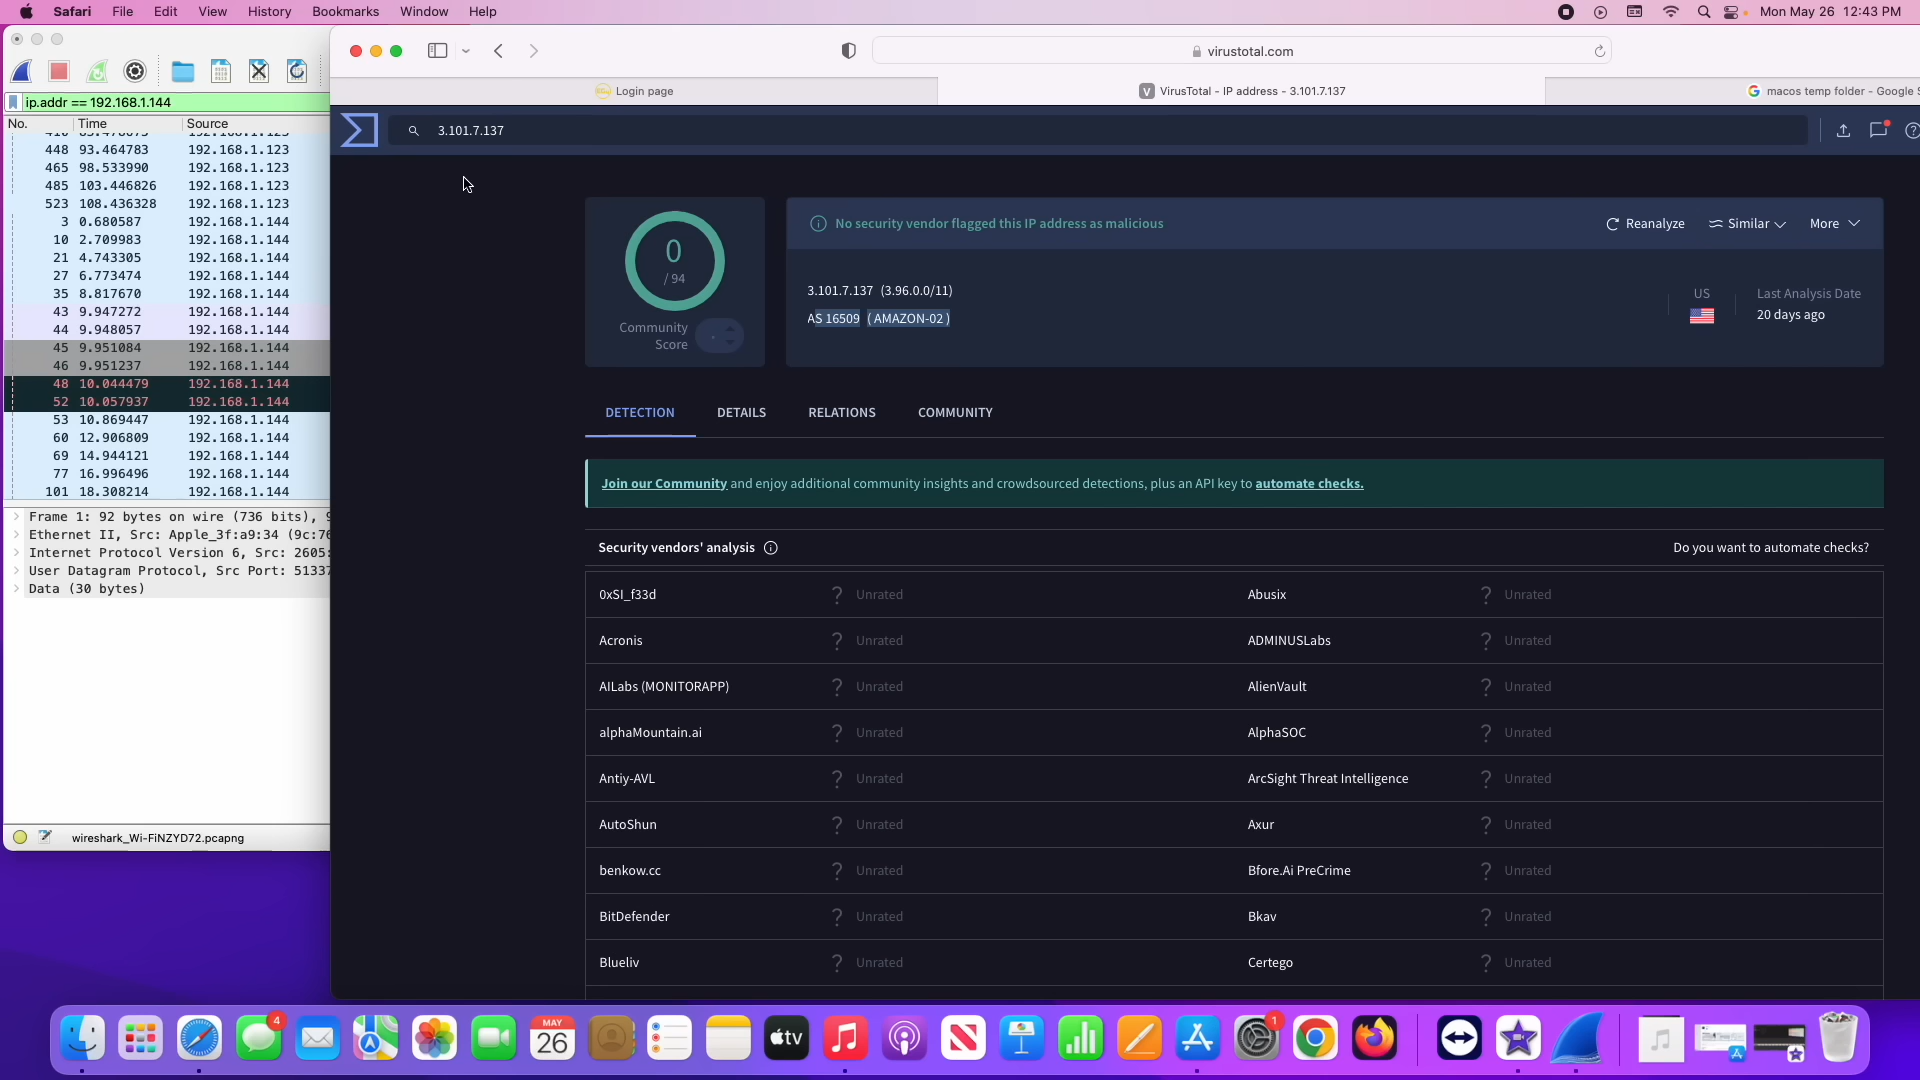 Safari File Edit View History Bookmarks Window Help Mon May 26 12:43 PM
virustotal.com
Login page
VirusTotal - IP address - 3.101.7.137
macos temp folder - Google S
ip.addr == 192.168.1.144
No. Time Source
448 93.464783 192.168.1.123
465 98.533990 192.168.1.123
485 103.446826 192.168.1.123
523 108.436328 192.168.1.123
3 0.680587 192.168.1.144
10 2.709983 192.168.1.144
21 4.743305 192.168.1.144
27 6.773474 192.168.1.144
35 8.817670 192.168.1.144
43 9.947272 192.168.1.144
44 9.948057 192.168.1.144
45 9.951084 192.168.1.144
46 9.951237 192.168.1.144
48 10.044479 192.168.1.144
52 10.057937 192.168.1.144
53 10.869447 192.168.1.144
60 12.906809 192.168.1.144
69 14.944121 192.168.1.144
77 16.996496 192.168.1.144
101 18.308214 192.168.1.144
Frame 1: 92 bytes on wire (736 bits), 9
Ethernet II, Src: Apple_3f:a9:34 (9c:76
Internet Protocol Version 6, Src: 2605:
User Datagram Protocol, Src Port: 51337
Data (30 bytes)
wireshark_Wi-FiNZYD72.pcapng
3.101.7.137
0
/ 94
Community
Score
No security vendor flagged this IP address as malicious
Reanalyze Similar More
3.101.7.137 (3.96.0.0/11)
AS 16509 ( AMAZON-02 )
US
Last Analysis Date
20 days ago
DETECTION DETAILS RELATIONS COMMUNITY
Join our Community and enjoy additional community insights and crowdsourced detections, plus an API key to automate checks.
Security vendors' analysis
Do you want to automate checks?
0xSI_f33d ? Unrated Abusix ? Unrated
Acronis ? Unrated ADMINUSLabs ? Unrated
AILabs (MONITORAPP) ? Unrated AlienVault ? Unrated
alphaMountain.ai ? Unrated AlphaSOC ? Unrated
Antiy-AVL ? Unrated ArcSight Threat Intelligence ? Unrated
AutoShun ? Unrated Axur ? Unrated
benkow.cc ? Unrated Bfore.Ai PreCrime ? Unrated
BitDefender ? Unrated Bkav ? Unrated
Blueliv ? Unrated Certego ? Unrated
4
MAY
26
tv
1